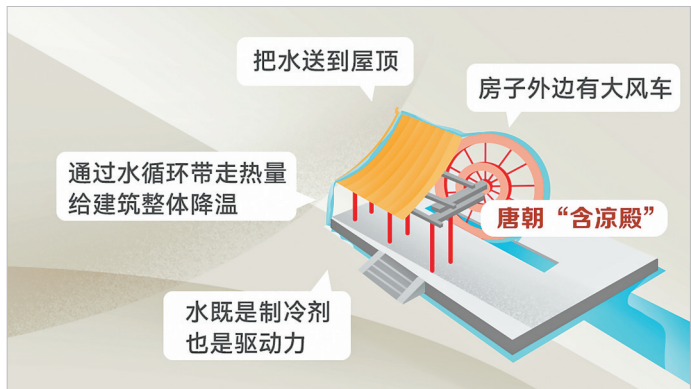 把水送到屋顶
房子外边有大风车
通过水循环带走热量
给建筑整体降温
唐朝“含凉殿”
水既是制冷剂
也是驱动力